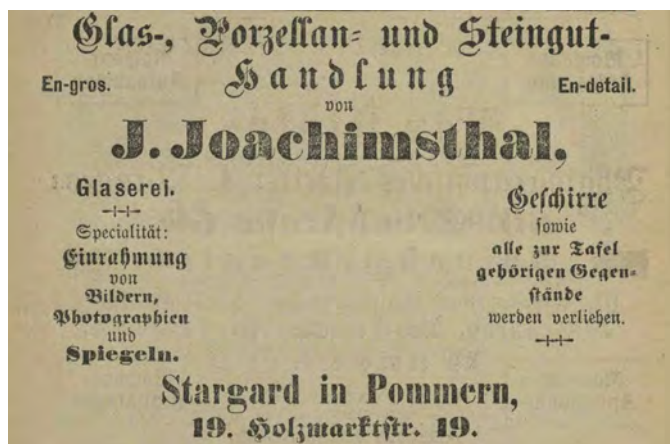 Glas-, Porzellan- und Steingut-
Handlung
En-gros.
En-detail.
von
J. Joachimsthal,
Glaserei.
Specialität:
Einrahmung
von
Bildern,
Photographien
und
Spiegeln.
Geschirre
sowie
alle zur Tafel
gehörigen Gegen-
stände
werden verliehen.
Stargard in Pommern,
19. Holzmarktstr. 19.